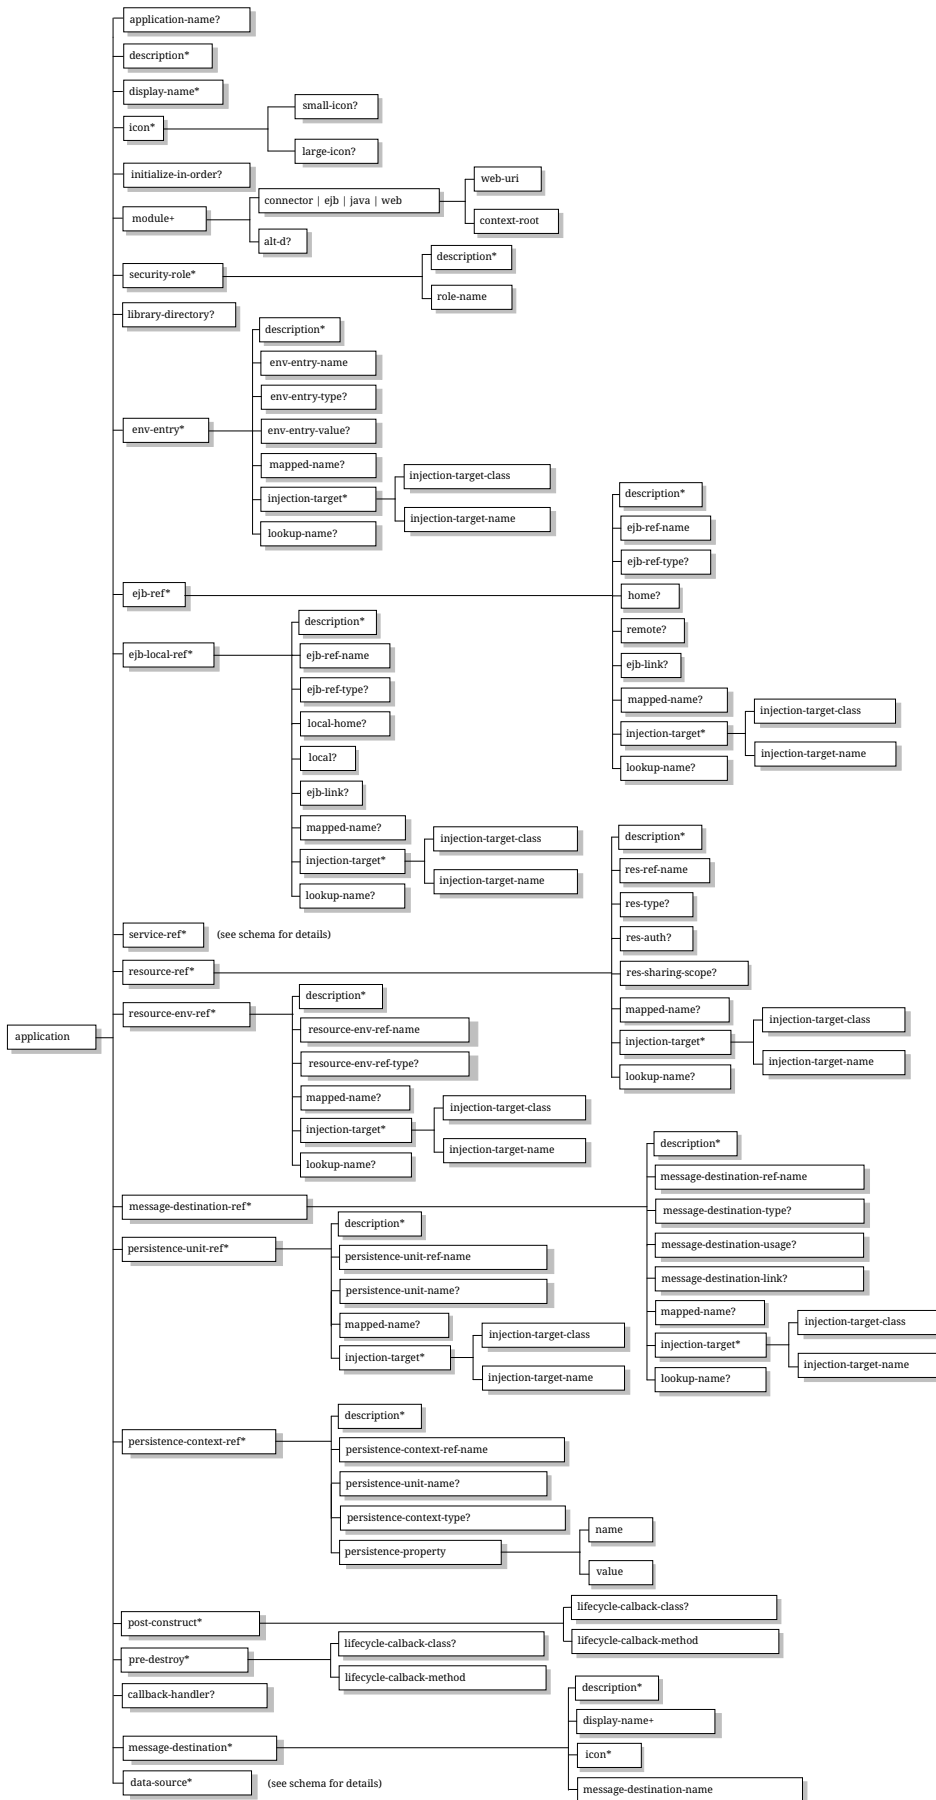 application-name?
description*
display-name*
small-icon?
icon*
large-icon?
initialize-in-order?
web-uri
connector | ejb | java | web
module+
context-root
alt-d?
description*
security-role*
role-name
library-directory?
description*
env-entry-name
env-entry-type?
env-entry*
env-entry-value?
mapped-name?
injection-target-class
injection-target*
injection-target-name
lookup-name?
description*
ejb-ref-name
ejb-ref-type?
ejb-ref*
home?
remote?
ejb-link?
mapped-name?
injection-target-class
injection-target*
injection-target-name
lookup-name?
description*
ejb-local-ref*
ejb-ref-name
ejb-ref-type?
local-home?
local?
ejb-link?
mapped-name?
injection-target-class
injection-target*
injection-target-name
lookup-name?
service-ref* (see schema for details)
description*
res-ref-name
res-type?
res-auth?
resource-ref*
res-sharing-scope?
mapped-name?
injection-target-class
injection-target*
injection-target-name
lookup-name?
description*
resource-env-ref*
resource-env-ref-name
application
resource-env-ref-type?
mapped-name?
injection-target-class
injection-target*
injection-target-name
lookup-name?
description*
message-destination-ref-name
message-destination-ref*
message-destination-type?
message-destination-usage?
message-destination-link?
mapped-name?
injection-target-class
injection-target*
injection-target-name
lookup-name?
description*
persistence-unit-ref*
persistence-unit-ref-name
persistence-unit-name?
mapped-name?
injection-target-class
injection-target*
injection-target-name
description*
persistence-context-ref*
persistence-context-ref-name
persistence-unit-name?
persistence-context-type?
name
persistence-property
value
lifecycle-calback-class?
post-construct*
lifecycle-calback-method
lifecycle-calback-class?
pre-destroy*
lifecycle-calback-method
callback-handler?
description*
display-name+
message-destination*
icon*
message-destination-name
data-source* (see schema for details)